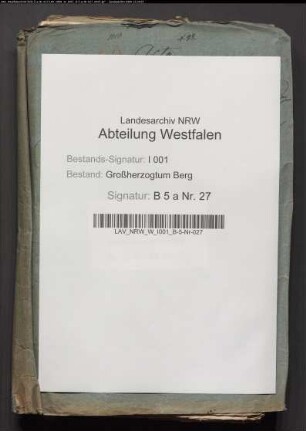 Landesarchiv NRW
Abteilung Westfalen
Bestands-Signatur: I 001
Bestand: Großherzogtum Berg
Signatur: B 5 a Nr. 27
LAV_NRW_W_I001_B-5-Nr-027